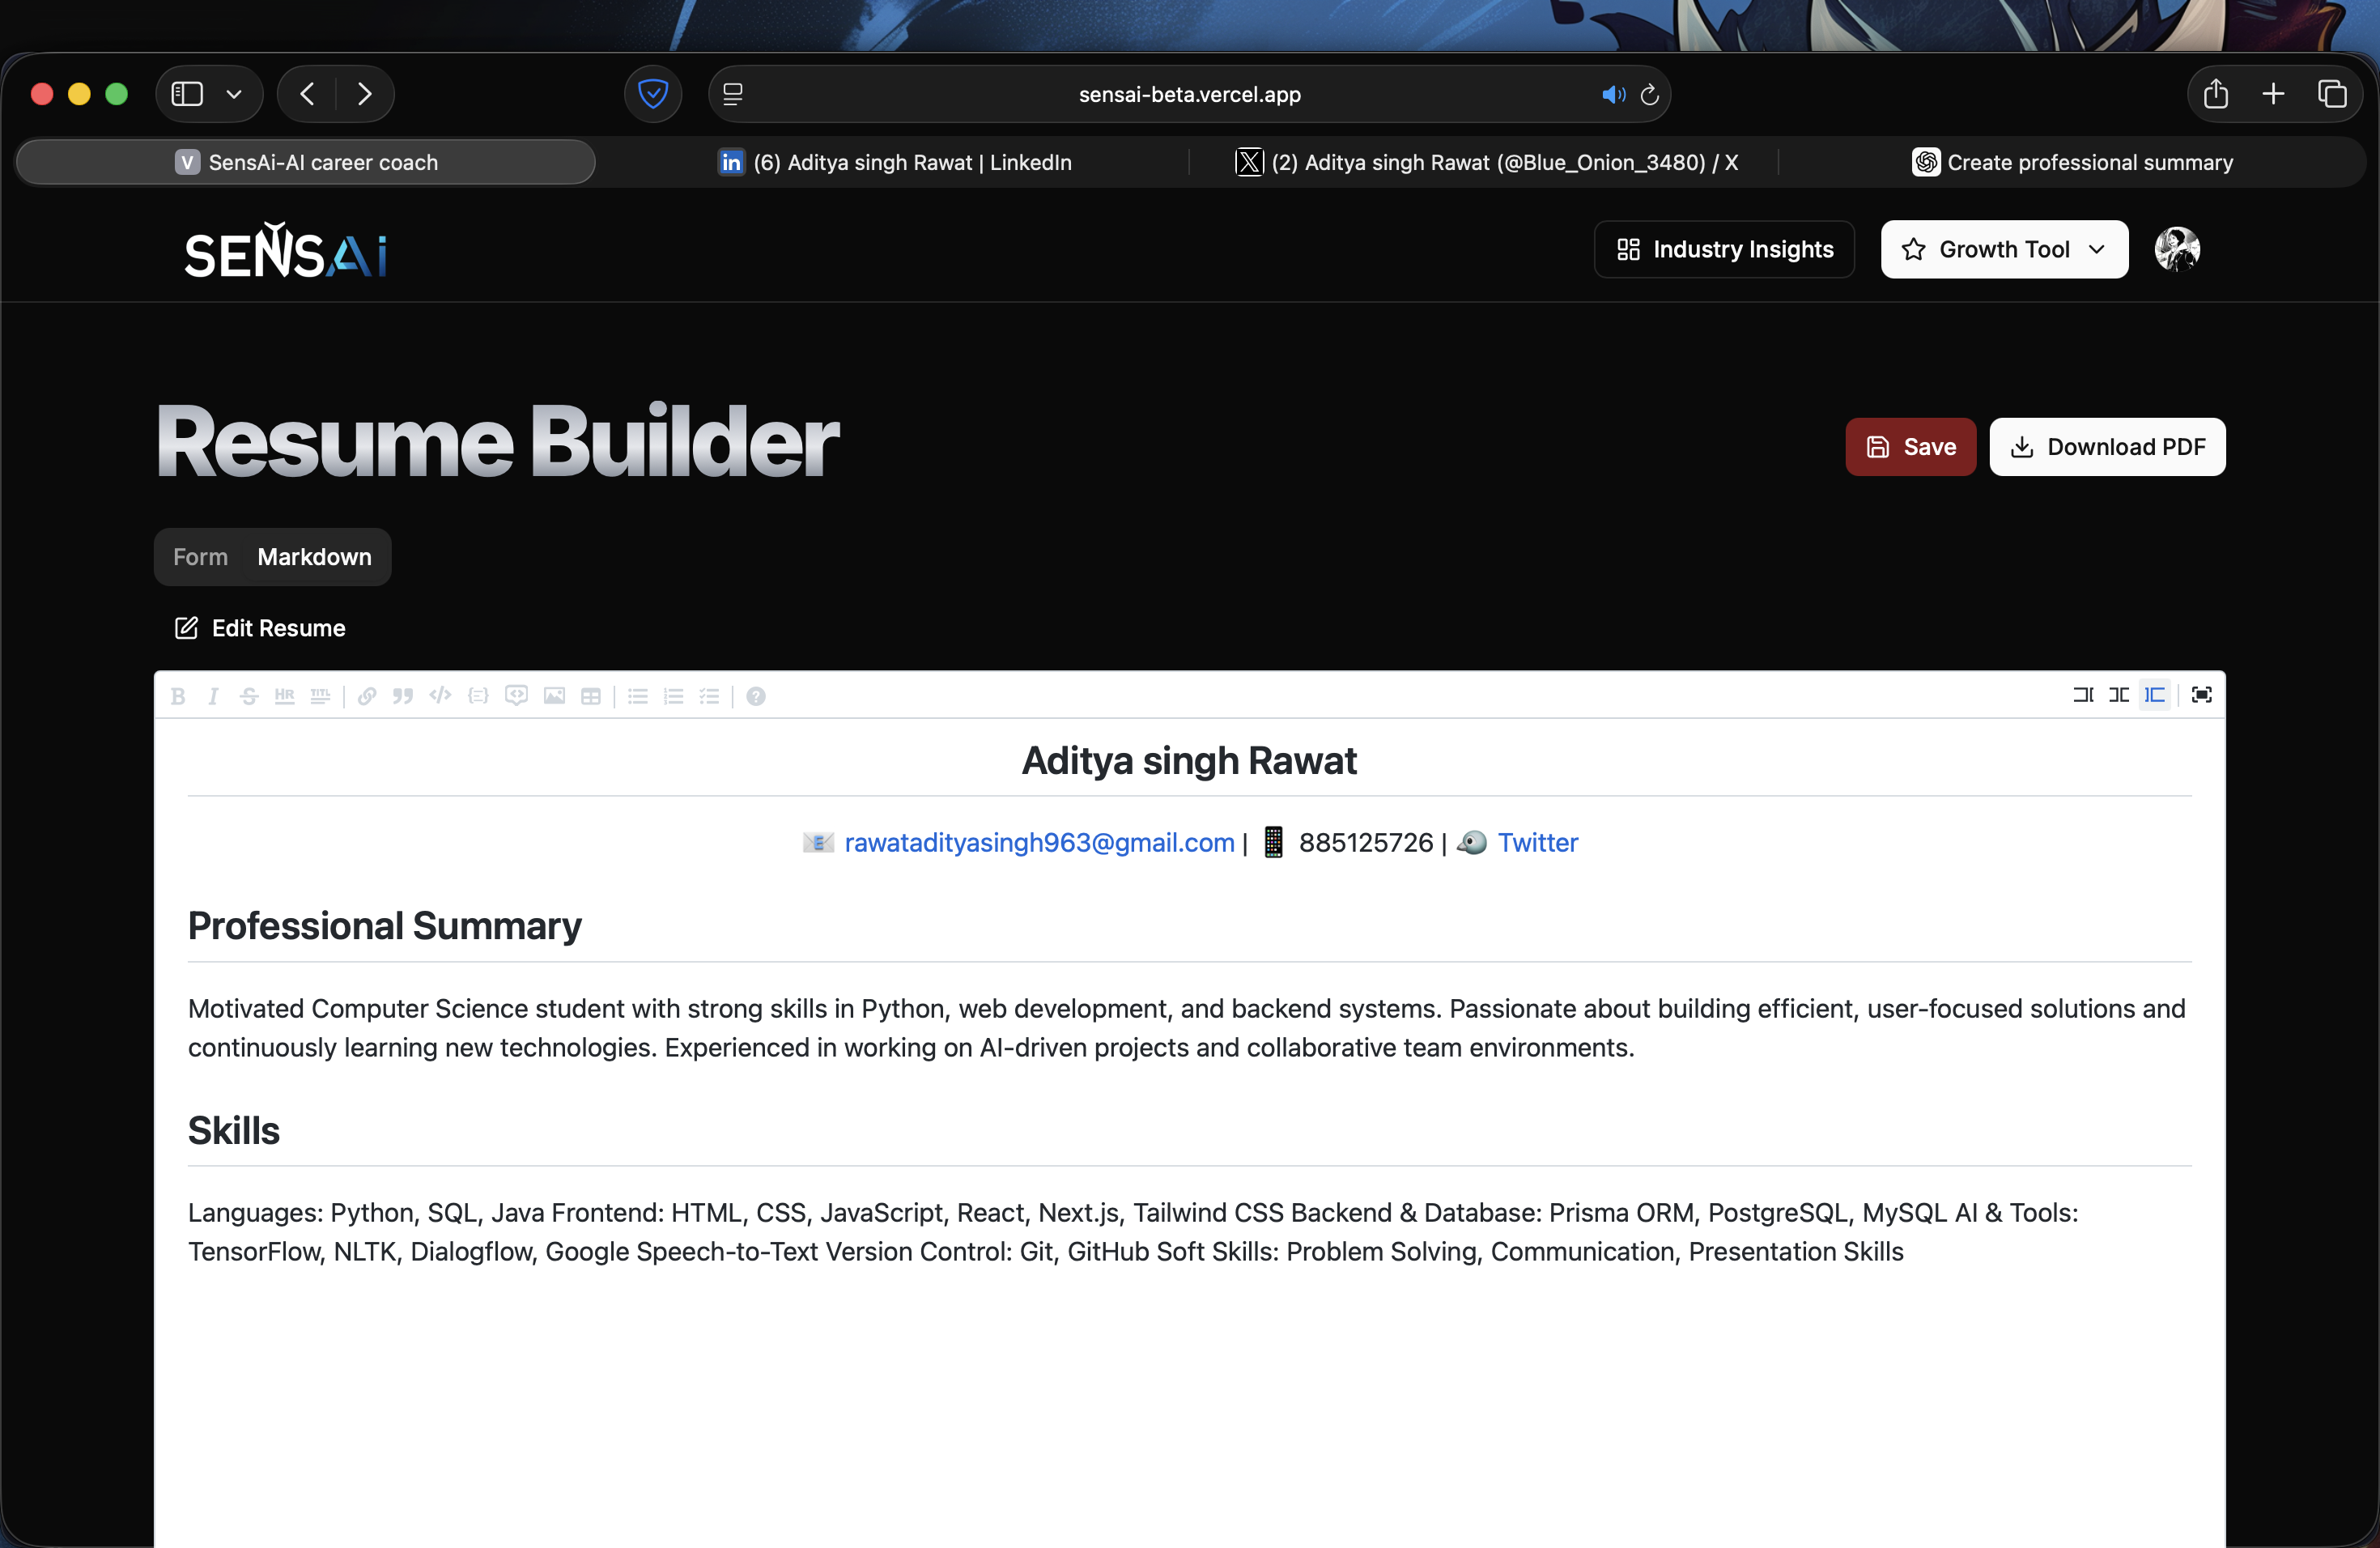 sensai-beta.vercel.app
V SensAi-AI career coach
in (6) Aditya singh Rawat | LinkedIn
X (2) Aditya singh Rawat (@Blue_Onion_3480) / X
Create professional summary
SENSAi
Industry Insights
Growth Tool
Resume Builder
Save
Download PDF
Form
Markdown
Edit Resume
B I S HR TITL
Aditya singh Rawat
📧 rawatadityasingh963@gmail.com | 📱 885125726 | 🐦 Twitter
Professional Summary
Motivated Computer Science student with strong skills in Python, web development, and backend systems. Passionate about building efficient, user-focused solutions and
continuously learning new technologies. Experienced in working on AI-driven projects and collaborative team environments.
Skills
Languages: Python, SQL, Java Frontend: HTML, CSS, JavaScript, React, Next.js, Tailwind CSS Backend & Database: Prisma ORM, PostgreSQL, MySQL AI & Tools:
TensorFlow, NLTK, Dialogflow, Google Speech-to-Text Version Control: Git, GitHub Soft Skills: Problem Solving, Communication, Presentation Skills